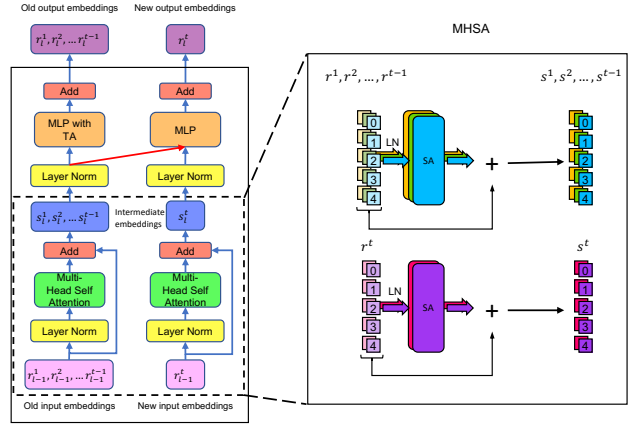 Old output embeddings
New output embeddings
MHSA
r_l^1, r_l^2, … r_l^{t−1}
r_l^t
Add
Add
MLP with
TA
MLP
Layer Norm
Layer Norm
s_l^1, s_l^2, … s_l^{t−1}
Intermediate
embeddings
s_l^t
Add
Add
Multi-
Head Self
Attention
Multi-
Head Self
Attention
Layer Norm
Layer Norm
r_{l−1}^1, r_{l−1}^2, … r_{l−1}^{t−1}
r_{l−1}^t
Old input embeddings
New input embeddings
r^1, r^2, …, r^{t−1}
s^1, s^2, …, s^{t−1}
0
1
2
3
4
LN
SA
+
0
1
2
3
4
r^t
s^t
0
1
2
3
4
LN
SA
+
0
1
2
3
4